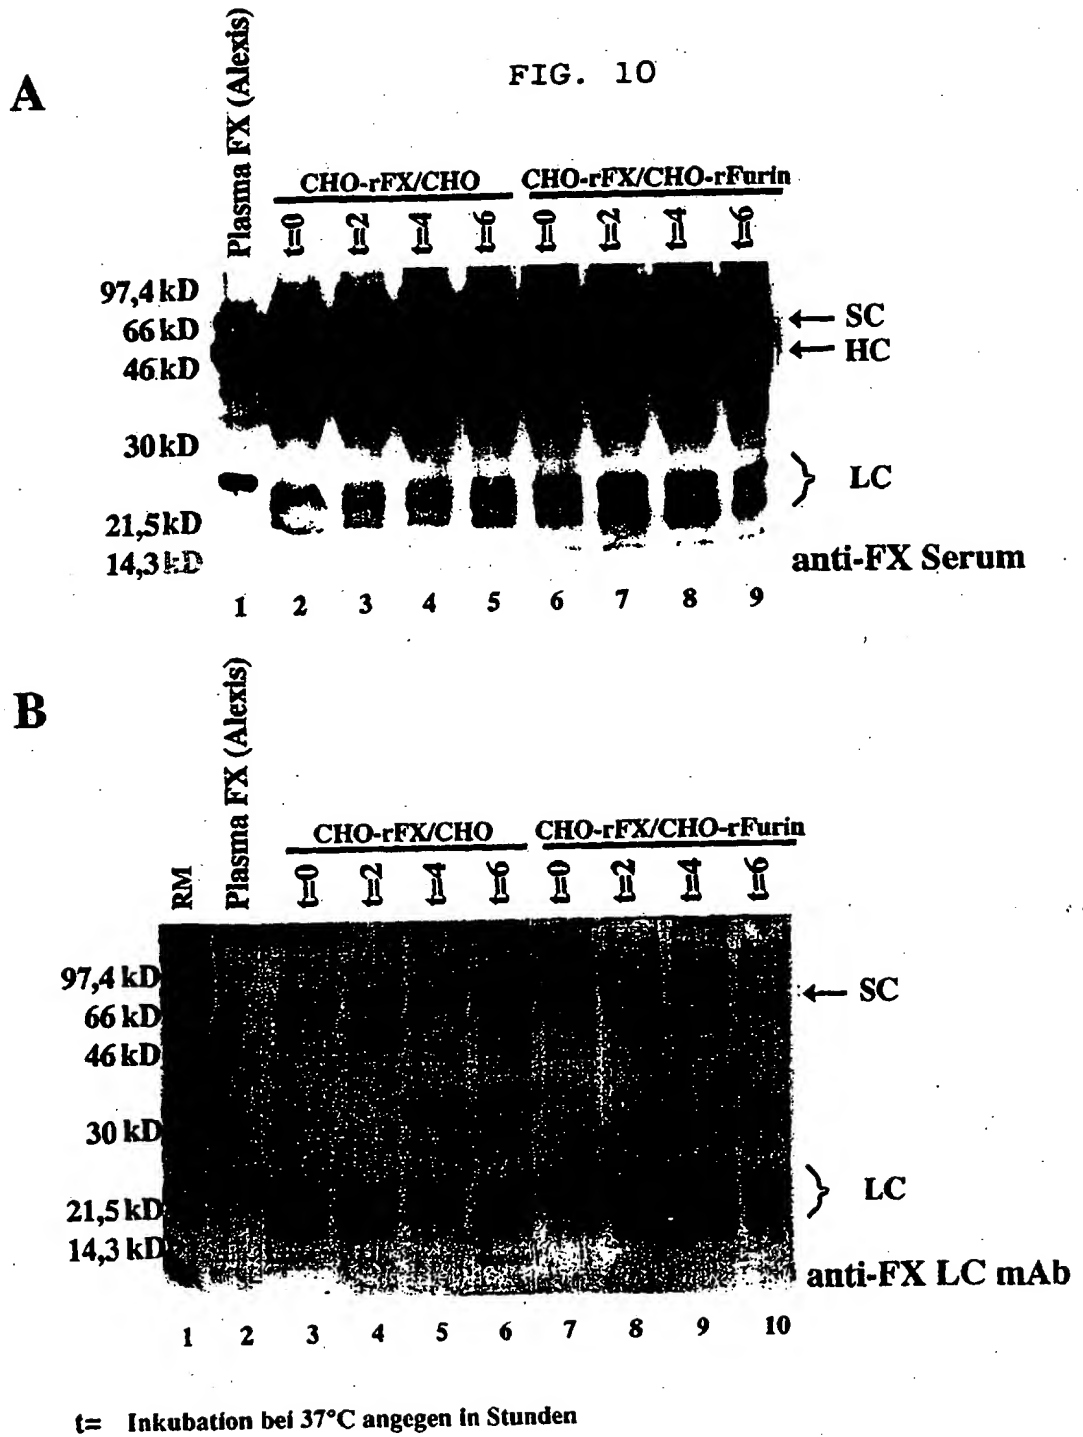 FIG. 10
A
Plasma FX (Alexis)
CHO-rFX/CHO CHO-rFX/CHO-rFurin
t=0 t=2 t=4 t=6 t=0 t=2 t=4 t=6
97,4 kD
66 kD
46 kD
30 kD
21,5 kD
14,3 kD
SC
HC
LC
anti-FX Serum
1 2 3 4 5 6 7 8 9
B
RM
Plasma FX (Alexis)
CHO-rFX/CHO CHO-rFX/CHO-rFurin
t=0 t=2 t=4 t=6 t=0 t=2 t=4 t=6
97,4 kD
66 kD
46 kD
30 kD
21,5 kD
14,3 kD
SC
LC
anti-FX LC mAb
1 2 3 4 5 6 7 8 9 10
t= Inkubation bei 37°C angegen in Stunden